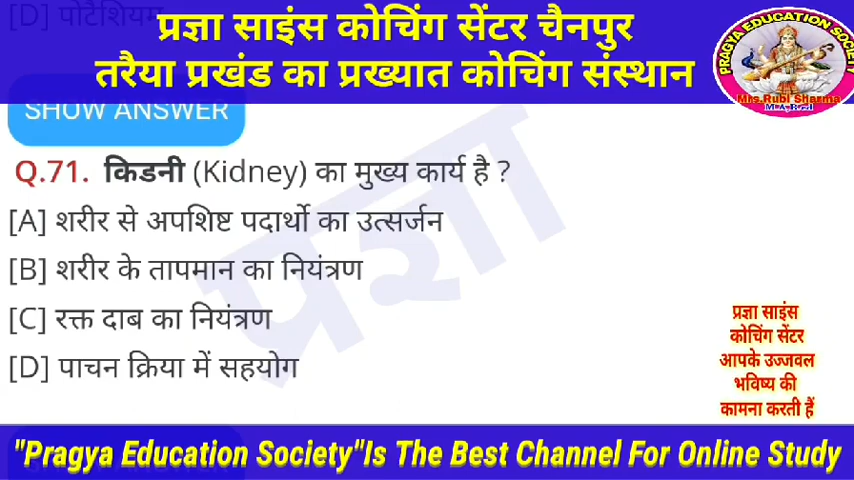 [D] पोटैशियम
प्रज्ञा साइंस कोचिंग सेंटर चैनपुर
तरैया प्रखंड का प्रख्यात कोचिंग संस्थान
PRAGYA EDUCATION SOCIETY
Mrs.Rubi Sharma
SHOW ANSWER
Q.71. किडनी (Kidney) का मुख्य कार्य है ?
[A] शरीर से अपशिष्ट पदार्थो का उत्सर्जन
[B] शरीर के तापमान का नियंत्रण
[C] रक्त दाब का नियंत्रण
[D] पाचन क्रिया में सहयोग
प्रज्ञा
प्रज्ञा साइंस
कोचिंग सेंटर
आपके उज्जवल
भविष्य की
कामना करती हैं
"Pragya Education Society"Is The Best Channel For Online Study